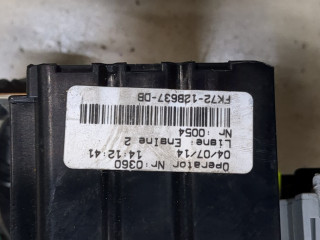 Operator Nr:0360
04/07/14 14:12:41
Ligne: Engine 2
Nr :0054
FK72-12B637-DB